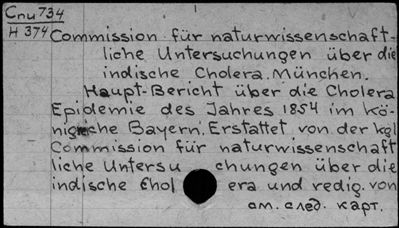 Cnu 734
H 374
Commission für naturwissenschaft-
liche Untersuchungen über die
indische Cholera. München.
Haupt-Bericht über die Cholera
Epidemie des Jahres 1854 im Kö-
nigreiche Bayern. Erstattet von der kgl
Commission für naturwissenschaft
liche Untersu chungen über die
indische Chol era und redig. von
см. след. карт.